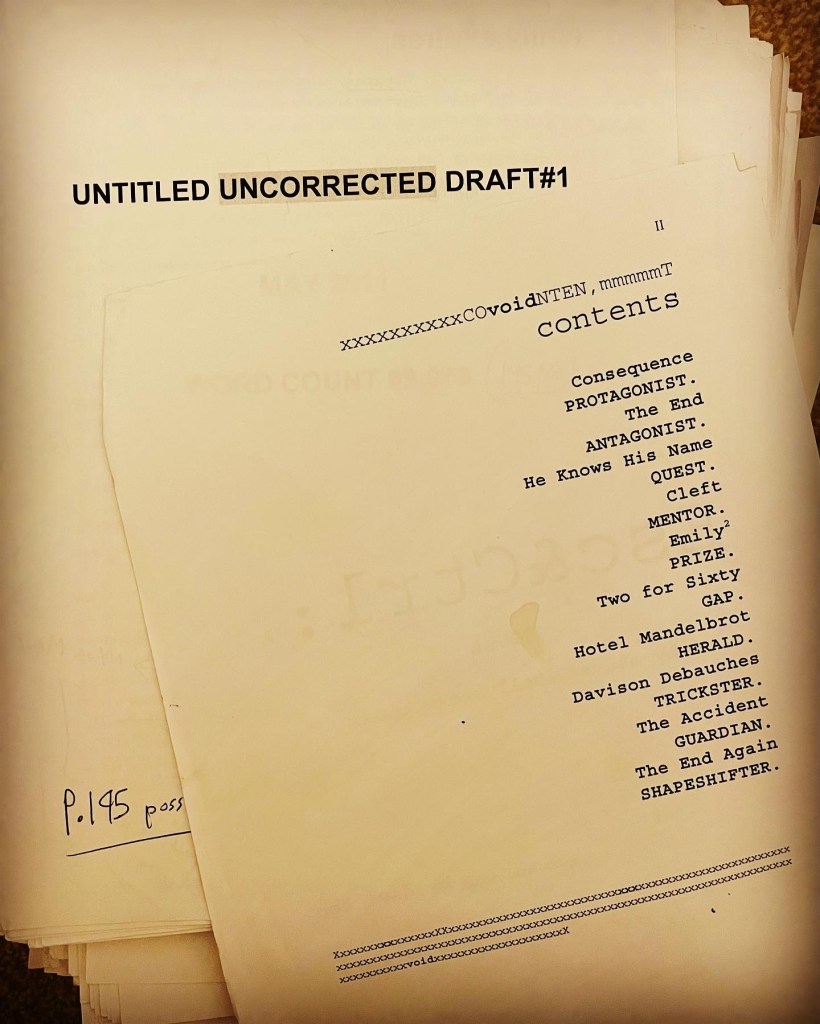 UNTITLED UNCORRECTED DRAFT#1
II
xxxxxxxxxxCOvoidNTEN,mmmmmT
contents
Consequence
PROTAGONIST.
The End
ANTAGONIST.
He Knows His Name
QUEST.
Cleft
MENTOR.
Emily²
PRIZE.
Two for Sixty
GAP.
Hotel Mandelbrot
HERALD.
Davison Debauches
TRICKSTER.
The Accident
GUARDIAN.
The End Again
SHAPESHIFTER.
P.195 poss